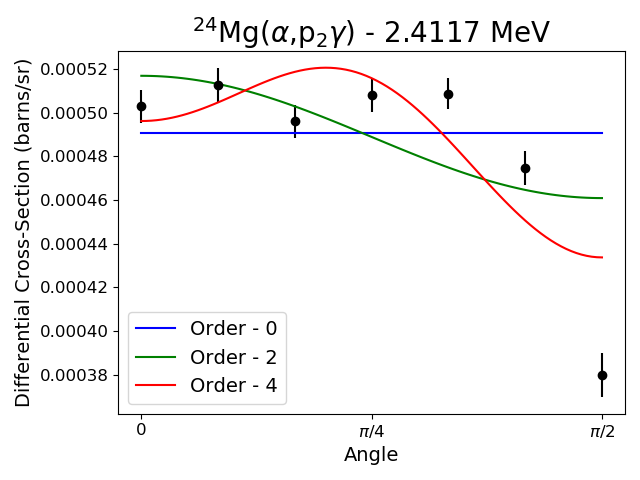 ²⁴Mg(α,p₂γ) - 2.4117 MeV
Differential Cross-Section (barns/sr)
0.00052
0.00050
0.00048
0.00046
0.00044
0.00042
0.00040
0.00038
Order - 0
Order - 2
Order - 4
0
π/4
π/2
Angle